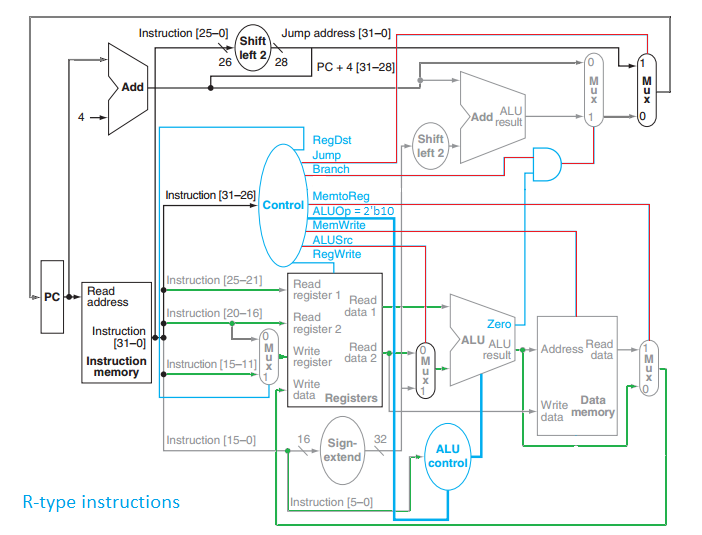 Instruction [25–0]
Jump address [31–0]
Shift
left 2
26
28
PC + 4 [31–28]
Add
4
0
M
u
x
1
1
M
u
x
0
Add
ALU
result
Shift
left 2
RegDst
Jump
Branch
Instruction [31–26]
Control
MemtoReg
ALUOp = 2'b10
MemWrite
ALUSrc
RegWrite
PC
Read
address
Instruction
[31–0]
Instruction
memory
Instruction [25–21]
Instruction [20–16]
Instruction [15–11]
0
M
u
x
1
Read
register 1
Read
data 1
Read
register 2
Write
register
Read
data 2
Write
data
Registers
0
M
u
x
1
Zero
ALU
ALU
result
Address
Read
data
Write
data
Data
memory
1
M
u
x
0
Instruction [15–0]
16
Sign-
extend
32
ALU
control
Instruction [5–0]
R-type instructions